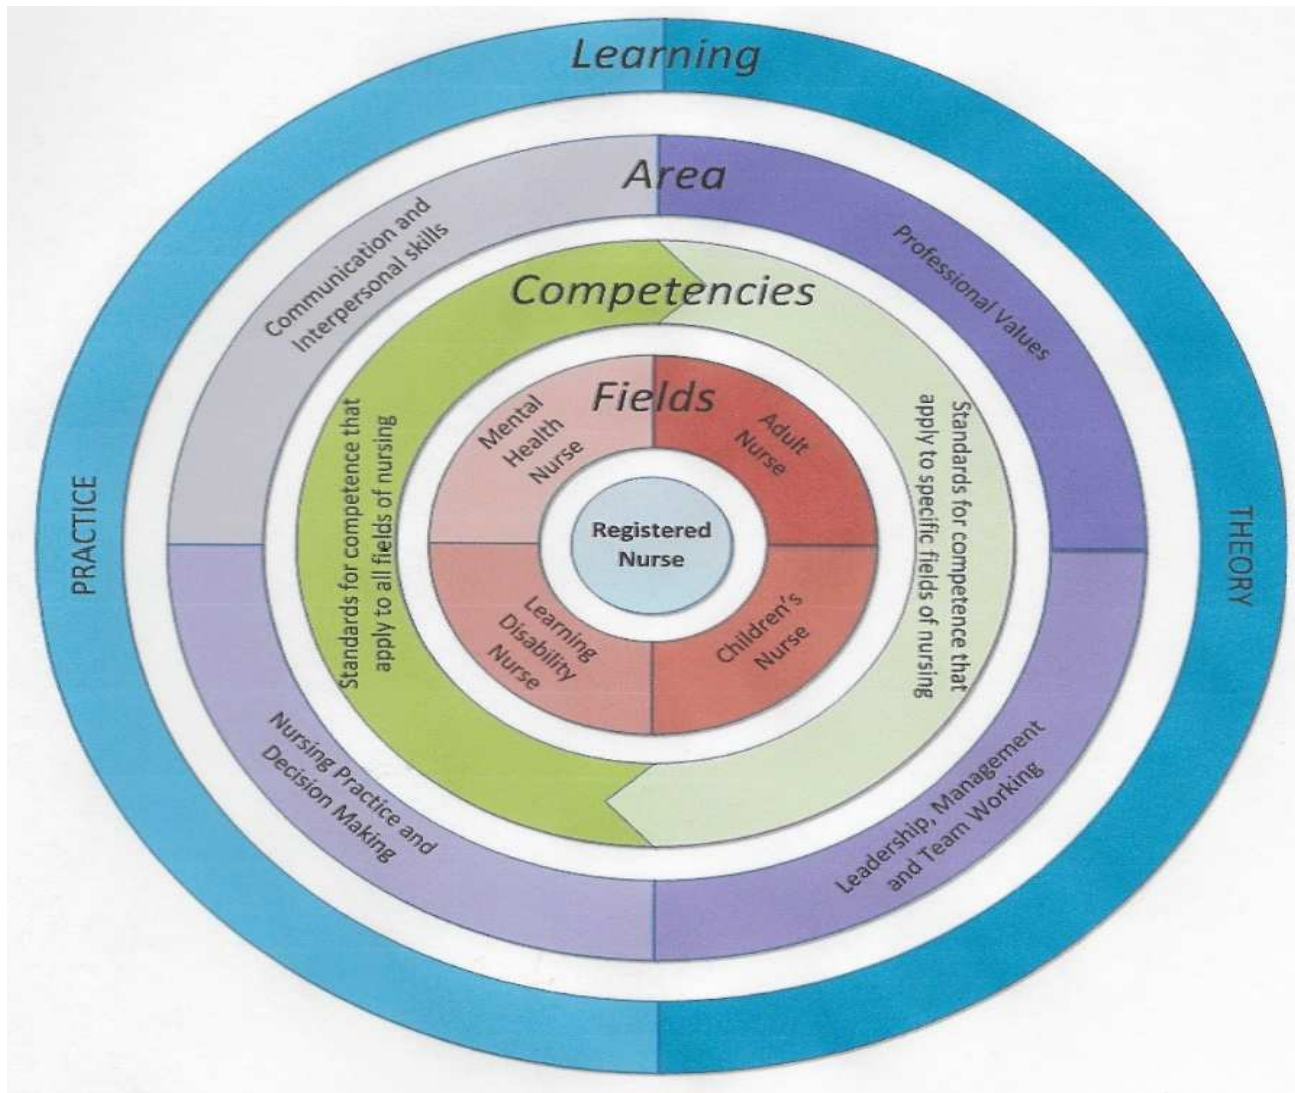 Learning
Area
Communication and
Interpersonal skills
Professional Values
Competencies
Standards for competence that
apply to all fields of nursing
Standards for competence that
apply to specific fields of nursing
Fields
Mental
Health
Nurse
Adult
Nurse
Registered
Nurse
Learning
Disability
Nurse
Children's
Nurse
PRACTICE
THEORY
Nursing Practice and
Decision Making
Leadership, Management
and Team Working